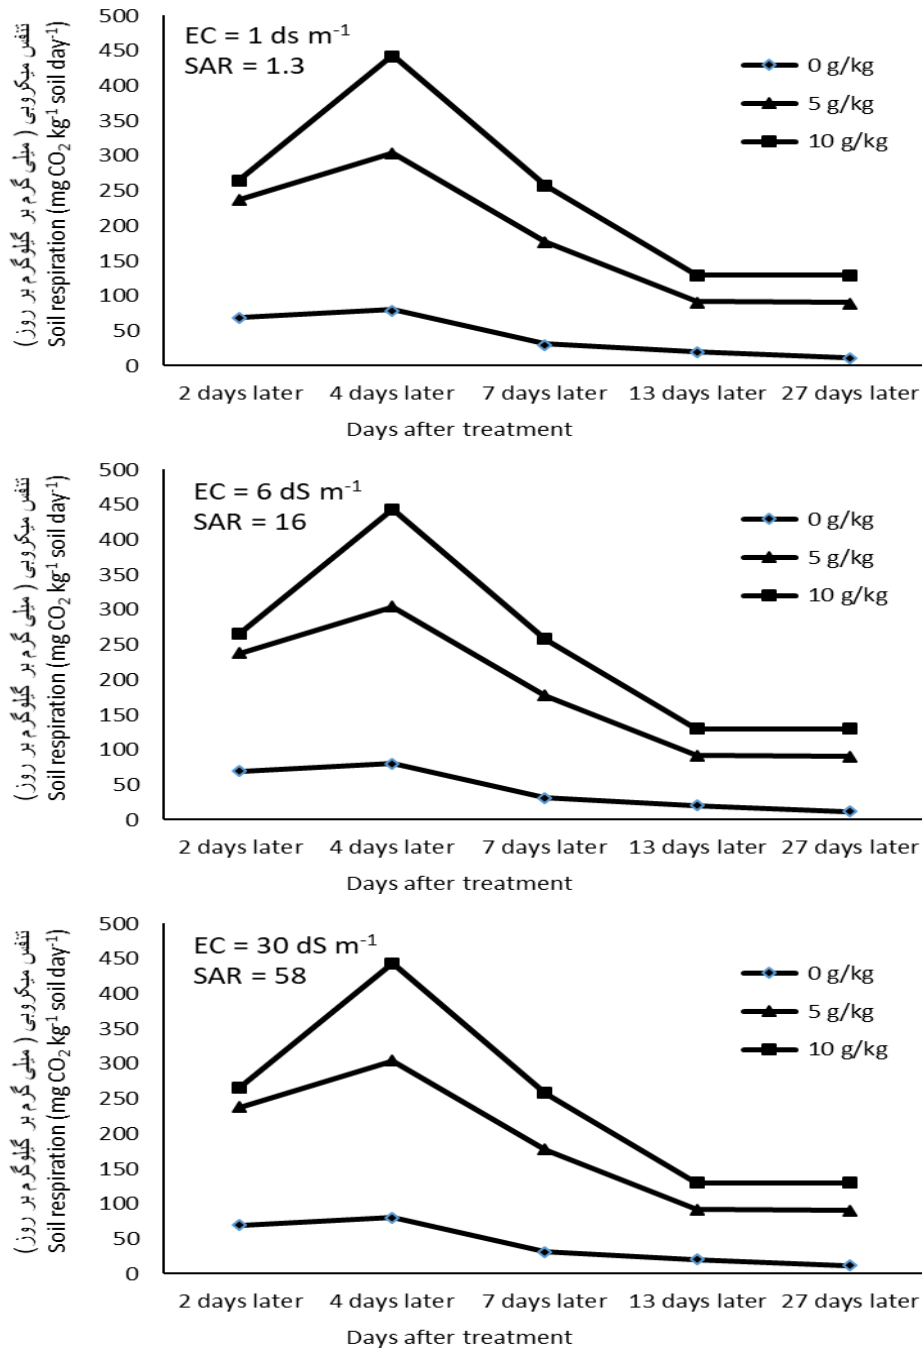 500
450
400
350
300
250
200
150
100
50
0
EC = 1 ds m⁻¹
SAR = 1.3
0 g/kg
5 g/kg
10 g/kg
تنفس میکروبی (میلی گرم بر کیلوگرم بر روز)
Soil respiration (mg CO₂ kg⁻¹ soil day⁻¹)
2 days later 4 days later 7 days later 13 days later 27 days later
Days after treatment
500
450
400
350
300
250
200
150
100
50
0
EC = 6 dS m⁻¹
SAR = 16
0 g/kg
5 g/kg
10 g/kg
تنفس میکروبی (میلی گرم بر کیلوگرم بر روز)
Soil respiration (mg CO₂ kg⁻¹ soil day⁻¹)
2 days later 4 days later 7 days later 13 days later 27 days later
Days after treatment
500
450
400
350
300
250
200
150
100
50
0
EC = 30 dS m⁻¹
SAR = 58
0 g/kg
5 g/kg
10 g/kg
تنفس میکروبی (میلی گرم بر کیلوگرم بر روز)
Soil respiration (mg CO₂ kg⁻¹ soil day⁻¹)
2 days later 4 days later 7 days later 13 days later 27 days later
Days after treatment